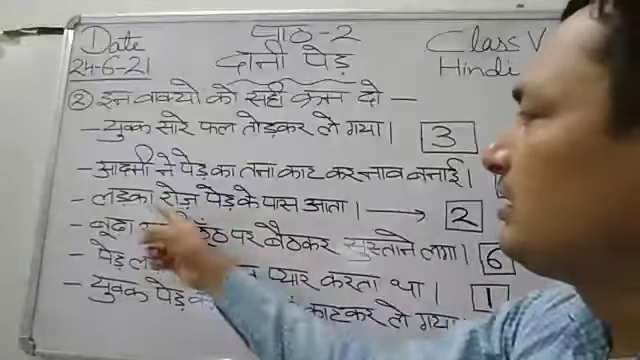 Date
24-6-21
पाठ-2
दानी पेड़
Class V
Hindi
② इन वाक्यो को सही क्रम दो —
- युवक सारे फल तोड़कर ले गया। 3
- आदमी ने पेड़ का तना काट कर नाव बनाई।
- लड़का रोज़ पेड़ के पास आता। → 2
- बूढ़ा पर बैठकर सुस्ताने लगा। 6
- पेड़ प्यार करता था। 1
- युवक पेड़ काटकर ले गया